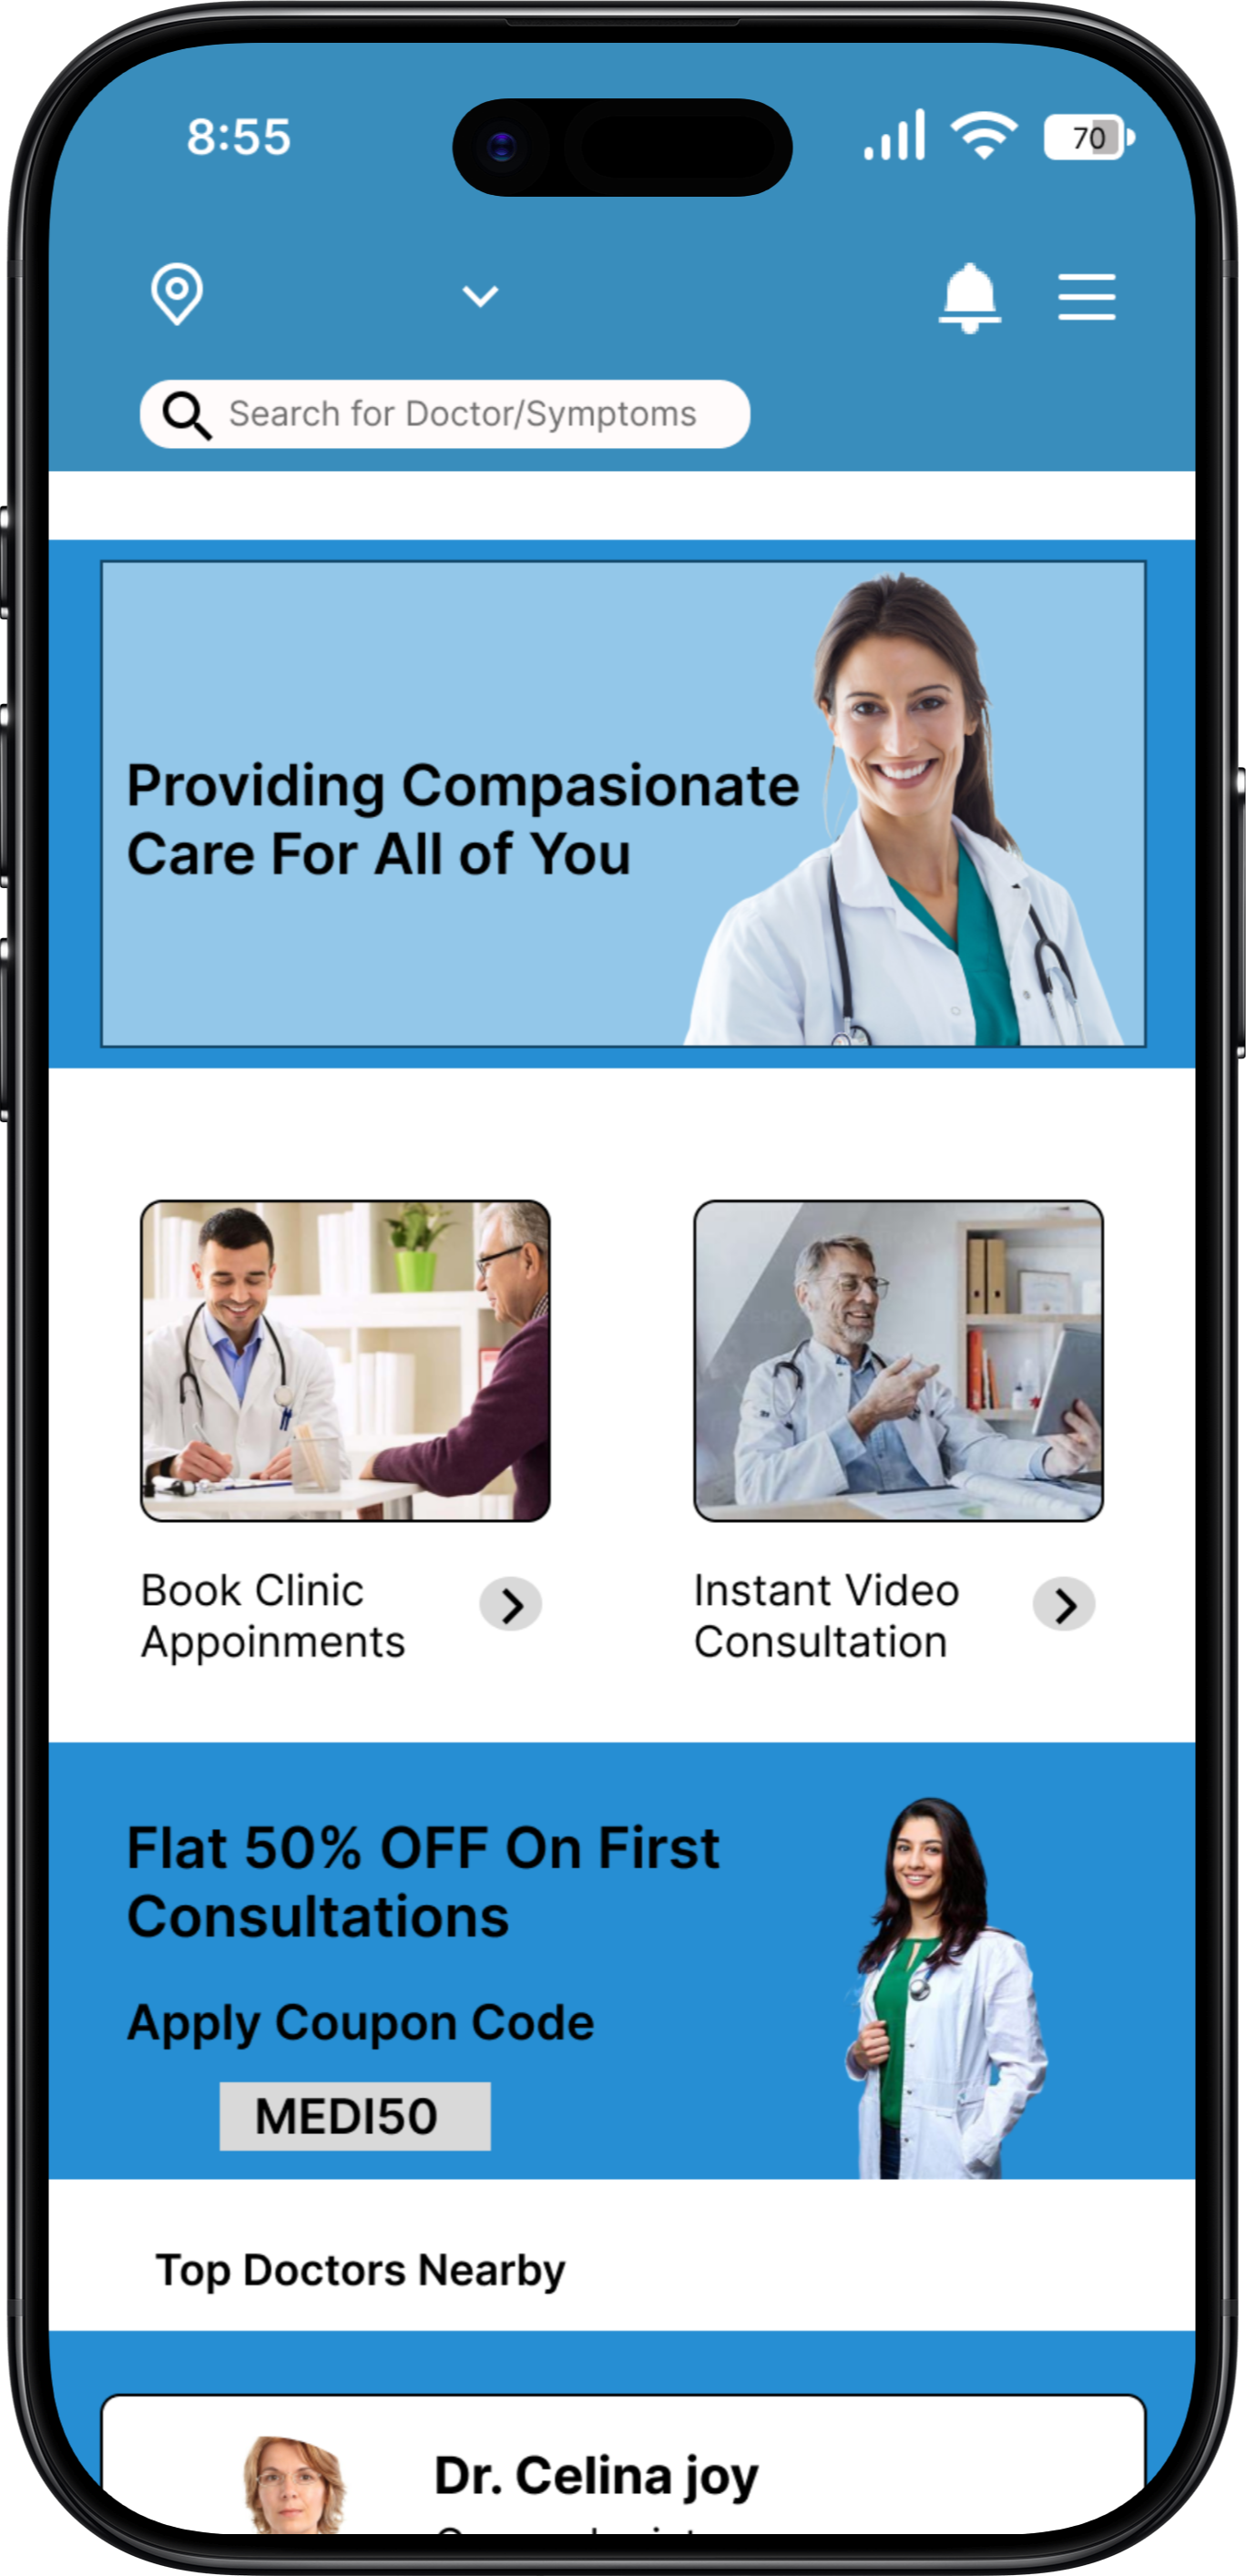 8:55
70
Search for Doctor/Symptoms
Providing Compasionate
Care For All of You
Book Clinic
Appoinments
Instant Video
Consultation
Flat 50% OFF On First
Consultations
Apply Coupon Code
MEDI50
Top Doctors Nearby
Dr. Celina joy